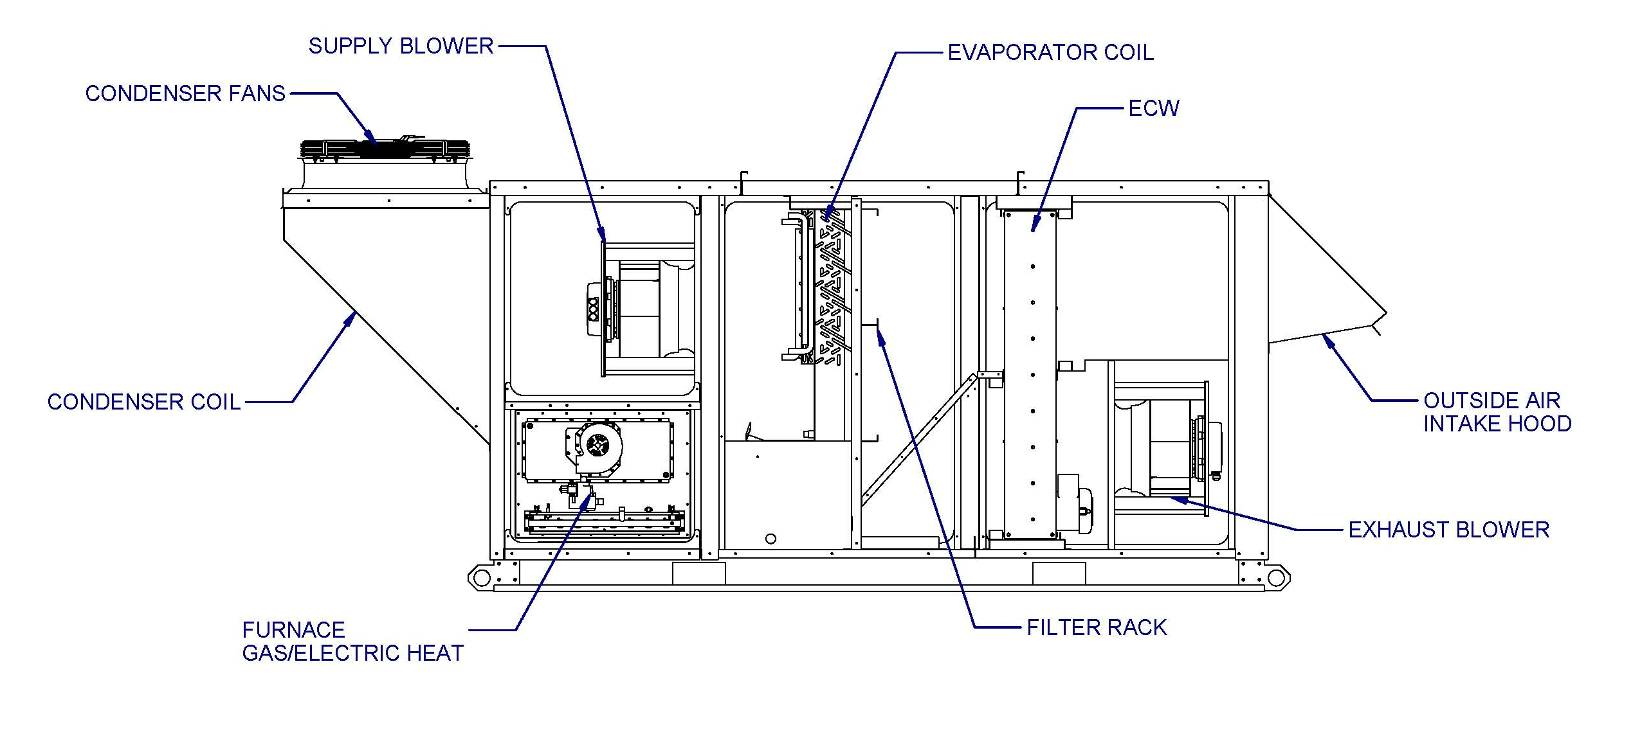 SUPPLY BLOWER
EVAPORATOR COIL
CONDENSER FANS
ECW
CONDENSER COIL
OUTSIDE AIR
INTAKE HOOD
EXHAUST BLOWER
FURNACE
GAS/ELECTRIC HEAT
FILTER RACK